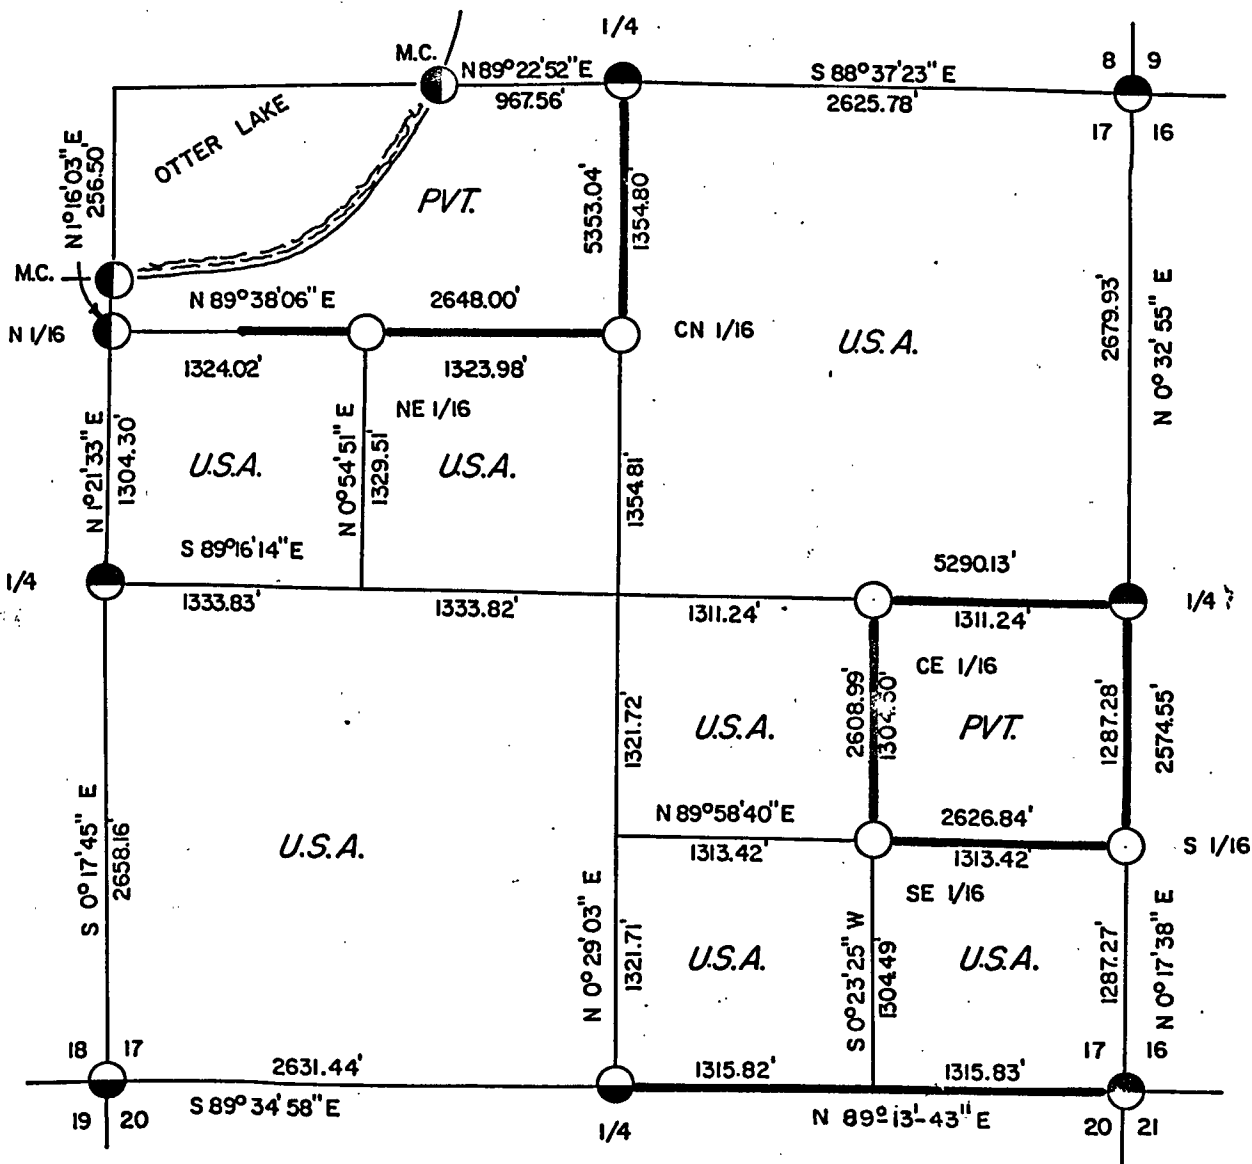 1/4
M.C.
N 89°22'52" E
967.56'
S 88°37'23" E
2625.78'
8 9
17 16
OTTER LAKE
N 1°16'03" E
256.50'
PVT.
5353.04'
1354.80'
M.C.
N 89°38'06" E
2648.00'
N 1/16
CN 1/16
U.S.A.
2679.93'
N 0°32'55" E
1324.02'
1323.98'
NE 1/16
N 1°21'33" E
1304.30'
U.S.A.
N 0°54'51" E
1329.51'
U.S.A.
1354.81'
S 89°16'14" E
1/4
1333.83'
1333.82'
1311.24'
5290.13'
1311.24'
1/4
CE 1/16
1321.72'
U.S.A.
2608.99'
PVT.
1287.28'
2574.55'
S 0°17'45" E
2658.16'
U.S.A.
N 89°58'40" E
1313.42'
2626.84'
1313.42'
S 1/16
SE 1/16
N 0°29'03" E
1321.71'
U.S.A.
S 0°23'25" W
1304.49'
U.S.A.
1287.27'
N 0°17'38" E
18 17
19 20
2631.44'
S 89°34'58" E
1/4
1315.82'
1315.83'
N 89°-13'-43" E
17 16
20 21